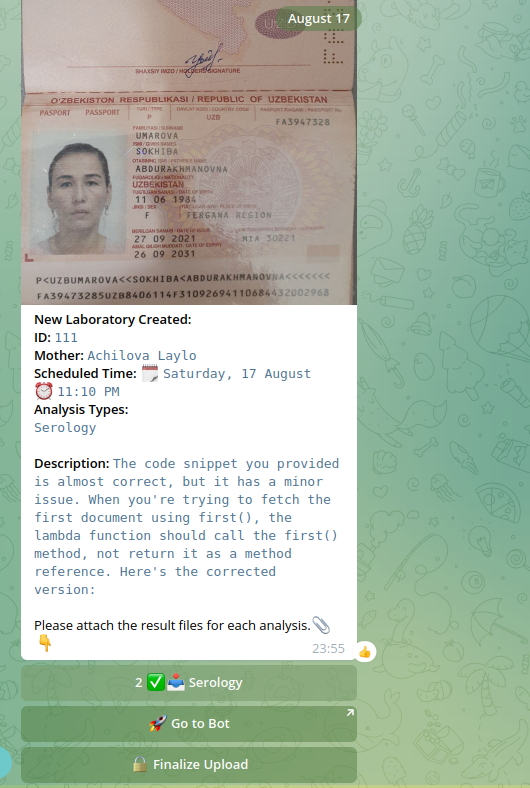 August 17
UZB
SHAXSIY IMZO / HOLDER'S SIGNATURE
O'ZBEKISTON RESPUBLIKASI / REPUBLIC OF UZBEKISTAN
PASPORT PASSPORT
P
UZB
FA3947328
UMAROVA
SOKHIBA
ABDURAKHMANOVNA
UZBEKISTAN
11 06 1984
F FERGANA REGION
27 09 2021 MIA 30221
26 09 2031
P<UZBUMAROVA<<SOKHIBA<ABDURAKHMANOVNA<<<<<<<
FA39473285UZB8406114F31092694110684432002968
New Laboratory Created:
ID: 111
Mother: Achilova Laylo
Scheduled Time: 🗓 Saturday, 17 August
⏰ 11:10 PM
Analysis Types:
Serology
Description: The code snippet you provided
is almost correct, but it has a minor
issue. When you're trying to fetch the
first document using first(), the
lambda function should call the first()
method, not return it as a method
reference. Here's the corrected
version:
Please attach the result files for each analysis.📎
👇
23:55
👍
2 ✅📥 Serology
🚀 Go to Bot
🔒 Finalize Upload